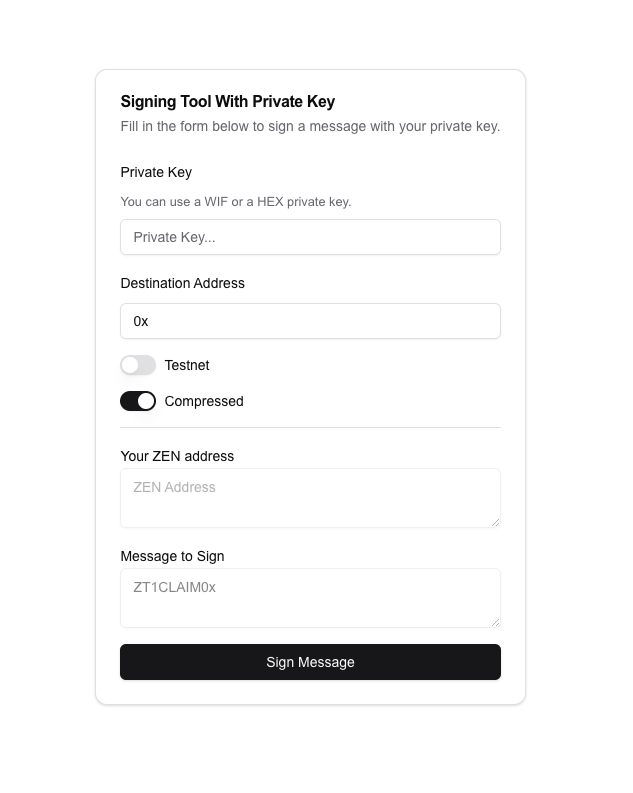 Signing Tool With Private Key
Fill in the form below to sign a message with your private key.
Private Key
You can use a WIF or a HEX private key.
Private Key...
Destination Address
0x
Testnet
Compressed
Your ZEN address
ZEN Address
Message to Sign
ZT1CLAIM0x
Sign Message